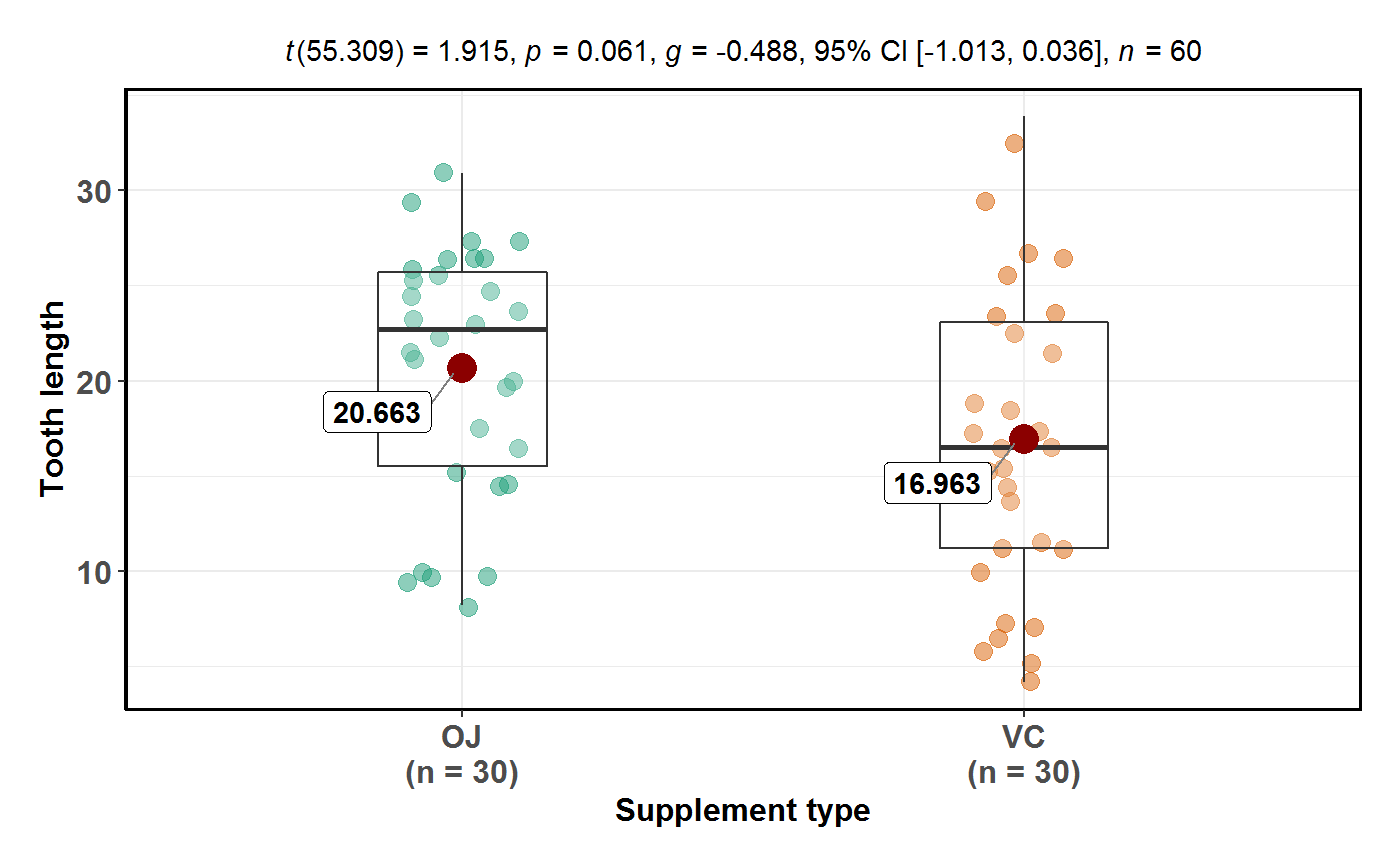 t(55.309) = 1.915, p = 0.061, g = -0.488, 95% CI [-1.013, 0.036], n = 60
Tooth length
30
20
10
20.663
16.963
OJ
(n = 30)
VC
(n = 30)
Supplement type